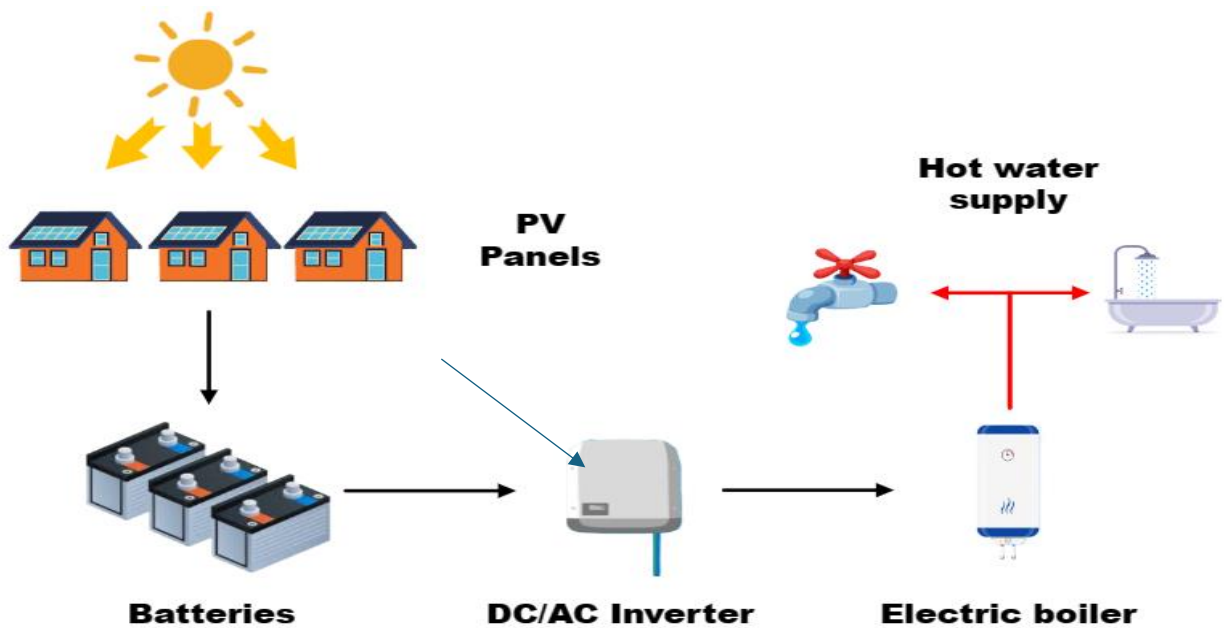 PV
Panels
Hot water
supply
Batteries
DC/AC Inverter
Electric boiler